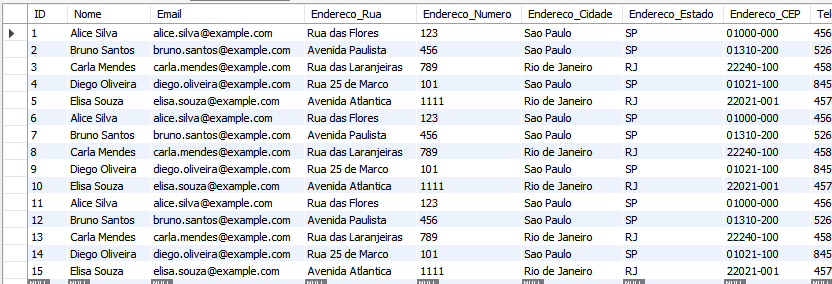 ID Nome Email Endereco_Rua Endereco_Numero Endereco_Cidade Endereco_Estado Endereco_CEP
1 Alice Silva alice.silva@example.com Rua das Flores 123 Sao Paulo SP 01000-000 456
2 Bruno Santos bruno.santos@example.com Avenida Paulista 456 Sao Paulo SP 01310-200 526
3 Carla Mendes carla.mendes@example.com Rua das Laranjeiras 789 Rio de Janeiro RJ 22240-100 458
4 Diego Oliveira diego.oliveira@example.com Rua 25 de Marco 101 Sao Paulo SP 01021-100 845
5 Elisa Souza elisa.souza@example.com Avenida Atlantica 1111 Rio de Janeiro RJ 22021-001 457
6 Alice Silva alice.silva@example.com Rua das Flores 123 Sao Paulo SP 01000-000 456
7 Bruno Santos bruno.santos@example.com Avenida Paulista 456 Sao Paulo SP 01310-200 526
8 Carla Mendes carla.mendes@example.com Rua das Laranjeiras 789 Rio de Janeiro RJ 22240-100 458
9 Diego Oliveira diego.oliveira@example.com Rua 25 de Marco 101 Sao Paulo SP 01021-100 845
10 Elisa Souza elisa.souza@example.com Avenida Atlantica 1111 Rio de Janeiro RJ 22021-001 457
11 Alice Silva alice.silva@example.com Rua das Flores 123 Sao Paulo SP 01000-000 456
12 Bruno Santos bruno.santos@example.com Avenida Paulista 456 Sao Paulo SP 01310-200 526
13 Carla Mendes carla.mendes@example.com Rua das Laranjeiras 789 Rio de Janeiro RJ 22240-100 458
14 Diego Oliveira diego.oliveira@example.com Rua 25 de Marco 101 Sao Paulo SP 01021-100 845
15 Elisa Souza elisa.souza@example.com Avenida Atlantica 1111 Rio de Janeiro RJ 22021-001 457